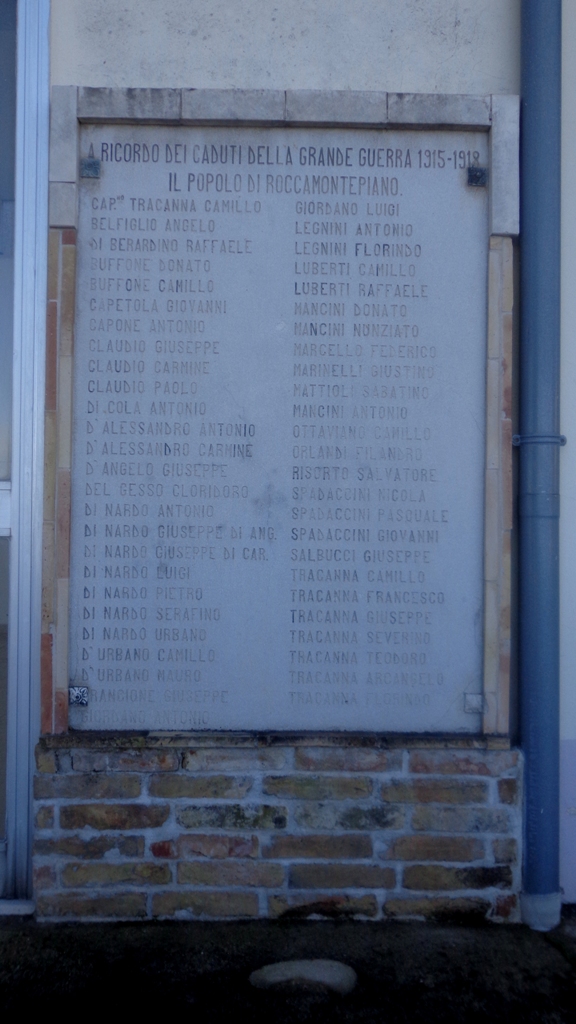 A RICORDO DEI CADUTI DELLA GRANDE GUERRA 1915-1918
IL POPOLO DI ROCCAMONTEPIANO.
CAP.LE TRACANNA CAMILLO
BELFIGLIO ANGELO
DI BERARDINO RAFFAELE
BUFFONE DONATO
BUFFONE CAMILLO
CAPETOLA GIOVANNI
CAPONE ANTONIO
CLAUDIO GIUSEPPE
CLAUDIO CARMINE
CLAUDIO PAOLO
DI COLA ANTONIO
D'ALESSANDRO ANTONIO
D'ALESSANDRO CARMINE
D'ANGELO GIUSEPPE
DEL GESSO CLORIDORO
DI NARDO ANTONIO
DI NARDO GIUSEPPE DI ANG.
DI NARDO GIUSEPPE DI CAR.
DI NARDO LUIGI
DI NARDO PIETRO
DI NARDO SERAFINO
DI NARDO URBANO
D'URBANO CAMILLO
D'URBANO MAURO
FRANCIONE GIUSEPPE
GIORDANO ANTONIO
GIORDANO LUIGI
LEGNINI ANTONIO
LEGNINI FLORINDO
LUBERTI CAMILLO
LUBERTI RAFFAELE
MANCINI DONATO
MANCINI NUNZIATO
MARCELLO FEDERICO
MARINELLI GIUSTINO
MATTIOLI SABATINO
MANCINI ANTONIO
OTTAVIANO CAMILLO
ORLANDI FILANDRO
RISORTO SALVATORE
SPADACCINI NICOLA
SPADACCINI PASQUALE
SPADACCINI GIOVANNI
SALBUCCI GIUSEPPE
TRACANNA CAMILLO
TRACANNA FRANCESCO
TRACANNA GIUSEPPE
TRACANNA SEVERINO
TRACANNA TEODORO
TRACANNA ARCANGELO
TRACANNA FLORINDO